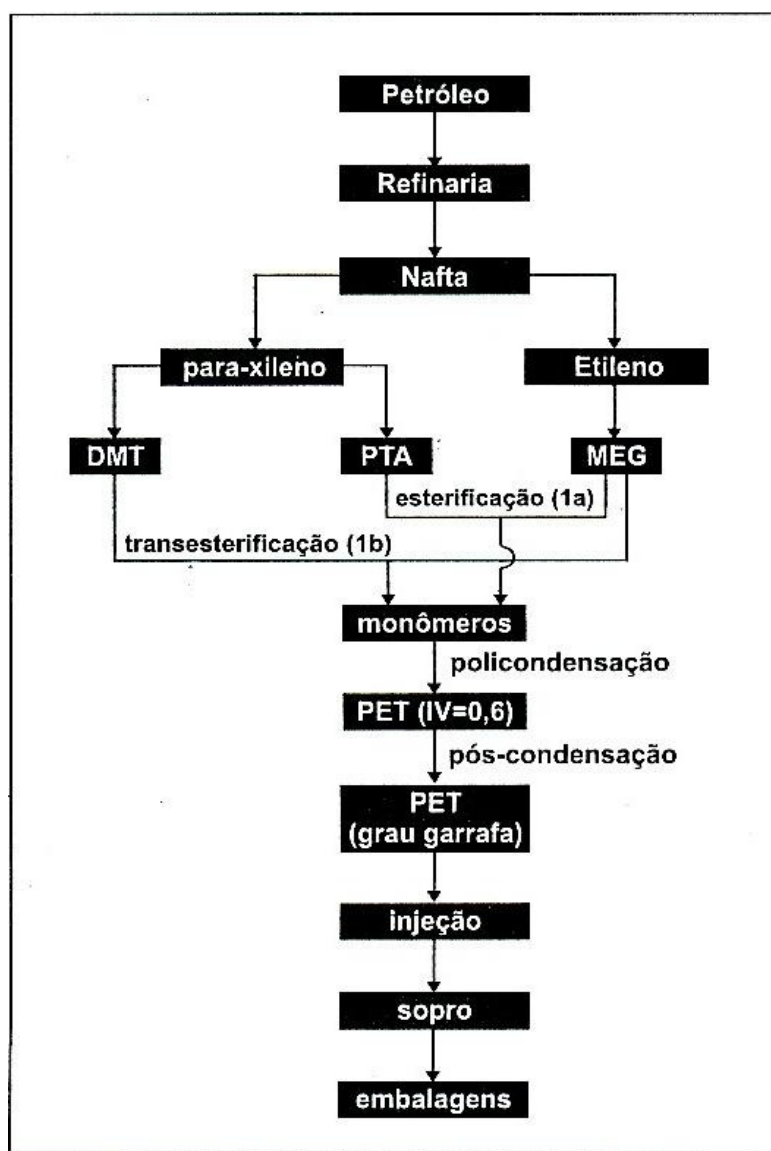 Petróleo
Refinaria
Nafta
para-xileno
Etileno
DMT
PTA
MEG
esterificação (1a)
transesterificação (1b)
monômeros
policondensação
PET (IV=0,6)
pós-condensação
PET
(grau garrafa)
injeção
sopro
embalagens